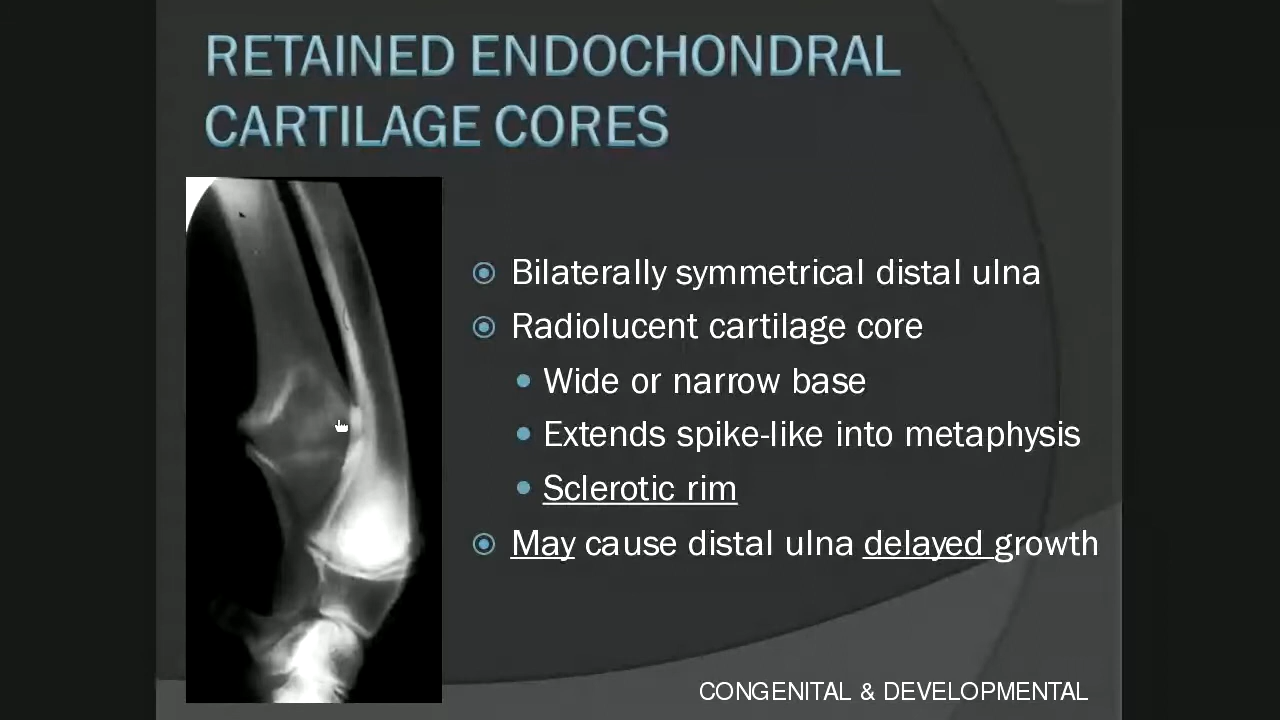 RETAINED ENDOCHONDRAL
CARTILAGE CORES
Bilaterally symmetrical distal ulna
Radiolucent cartilage core
Wide or narrow base
Extends spike-like into metaphysis
Sclerotic rim
May cause distal ulna delayed growth
CONGENITAL & DEVELOPMENTAL